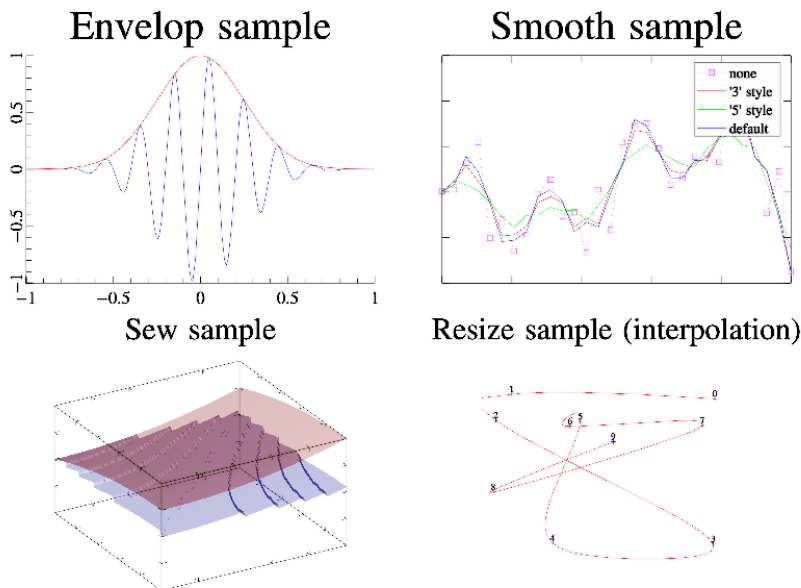 Envelop sample
Smooth sample
1
0.5
0
−0.5
−1
−1
−0.5
0
0.5
1
none
'3' style
'5' style
default
Sew sample
Resize sample (interpolation)
0
1
2
3
4
5
6
7
8
9